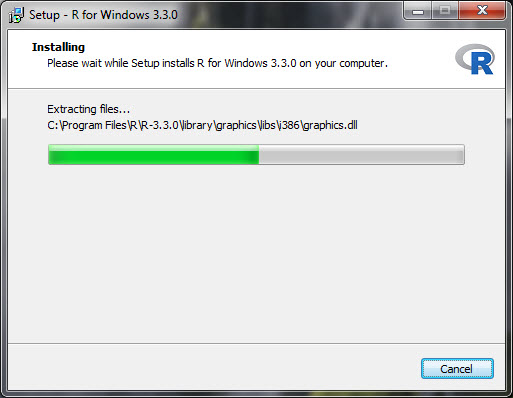 Setup - R for Windows 3.3.0
Installing
Please wait while Setup installs R for Windows 3.3.0 on your computer.
R
Extracting files...
C:\Program Files\R\R-3.3.0\library\graphics\libs\i386\graphics.dll
Cancel